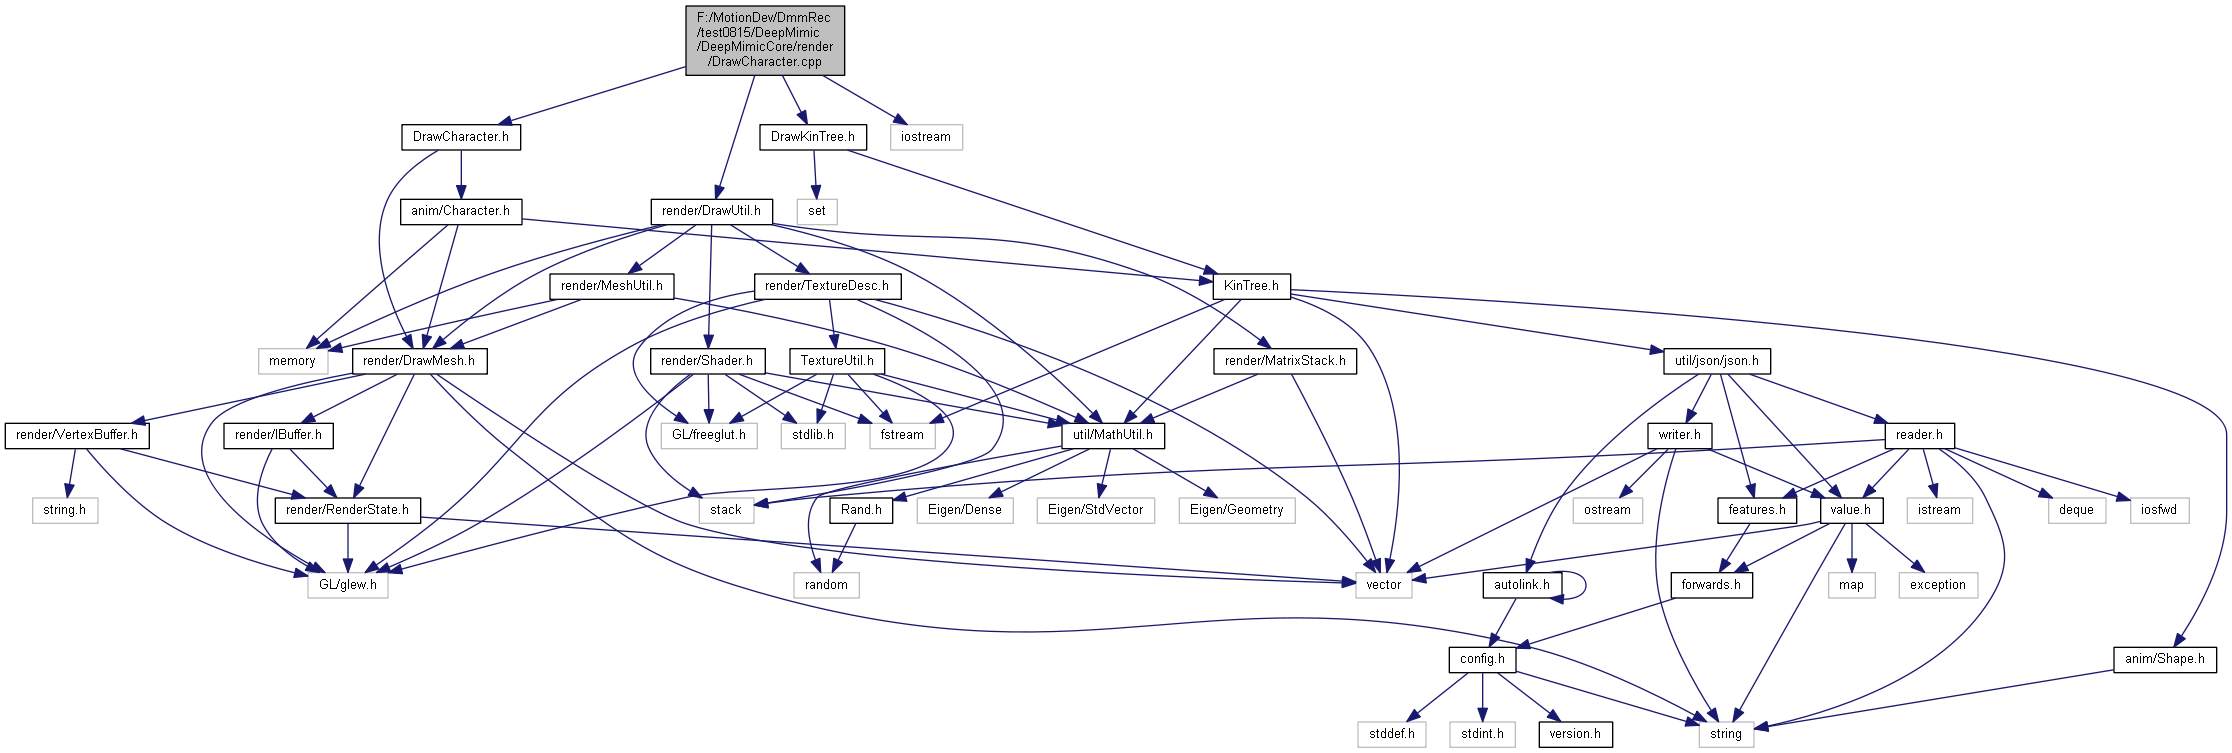 F:/MotionDev/DmmRec
/test0815/DeepMimic
/DeepMimicCore/render
/DrawCharacter.cpp
DrawCharacter.h
DrawKinTree.h
iostream
anim/Character.h
render/DrawUtil.h
set
render/MeshUtil.h
render/TextureDesc.h
KinTree.h
memory
render/DrawMesh.h
render/Shader.h
TextureUtil.h
render/MatrixStack.h
util/json/json.h
render/VertexBuffer.h
render/IBuffer.h
GL/freeglut.h
stdlib.h
fstream
util/MathUtil.h
writer.h
reader.h
string.h
render/RenderState.h
stack
Rand.h
Eigen/Dense
Eigen/StdVector
Eigen/Geometry
ostream
features.h
value.h
istream
deque
iosfwd
GL/glew.h
random
vector
autolink.h
forwards.h
map
exception
config.h
anim/Shape.h
stddef.h
stdint.h
version.h
string